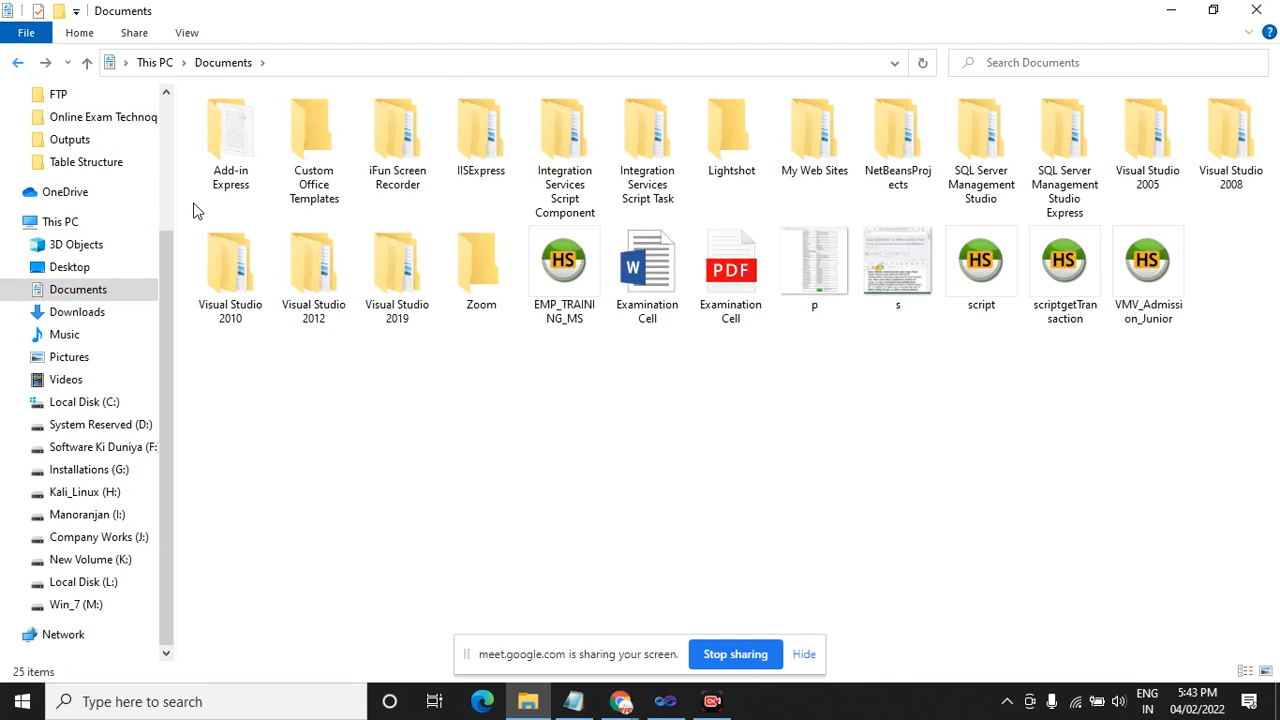 Documents
File
Home
Share
View
This PC
Documents
Search Documents
FTP
Online Exam Technoq
Outputs
Table Structure
OneDrive
This PC
3D Objects
Desktop
Documents
Downloads
Music
Pictures
Videos
Local Disk (C:)
System Reserved (D:)
Software Ki Duniya (F:
Installations (G:)
Kali_Linux (H:)
Manoranjan (I:)
Company Works (J:)
New Volume (K:)
Local Disk (L:)
Win_7 (M:)
Network
Add-in
Express
Custom
Office
Templates
iFun Screen
Recorder
IISExpress
Integration
Services
Script
Component
Integration
Services
Script Task
Lightshot
My Web Sites
NetBeansProj
ects
SQL Server
Management
Studio
SQL Server
Management
Studio
Express
Visual Studio
2005
Visual Studio
2008
Visual Studio
2010
Visual Studio
2012
Visual Studio
2019
Zoom
HS
EMP_TRAINI
NG_MS
W
Examination
Cell
PDF
Examination
Cell
p
s
HS
script
HS
scriptgetTran
saction
HS
VMV_Admissi
on_Junior
meet.google.com is sharing your screen.
Stop sharing
Hide
25 items
Type here to search
ENG
IN
5:43 PM
04/02/2022